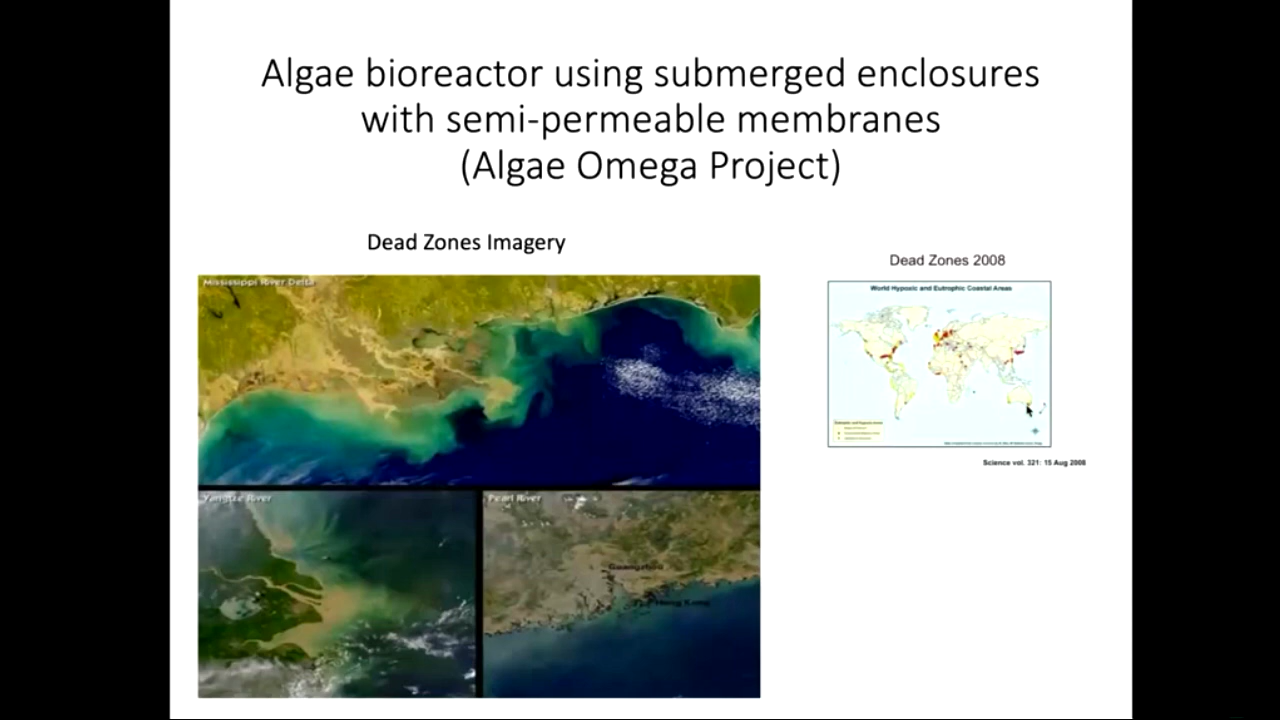 Algae bioreactor using submerged enclosures
with semi-permeable membranes
(Algae Omega Project)
Dead Zones Imagery
Dead Zones 2008
Mississippi River Delta
World Hypoxic and Eutrophic Coastal Areas
Science vol. 321: 15 Aug 2008
Yangtze River
Pearl River
Guangzhou
Hong Kong